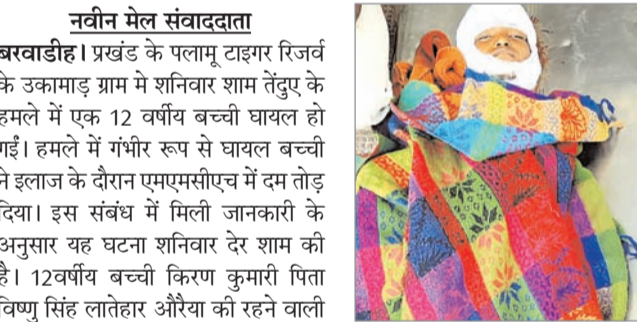 नवीन मेल संवाददाता
बरवाडीह। प्रखंड के पलामू टाइगर रिजर्व
के उकामाड़ ग्राम मे शनिवार शाम तेंदुए के
हमले में एक 12 वर्षीय बच्ची घायल हो
गईं। हमले में गंभीर रूप से घायल बच्ची
ने इलाज के दौरान एमएमसीएच में दम तोड़
दिया। इस संबंध में मिली जानकारी के
अनुसार यह घटना शनिवार देर शाम की
है। 12वर्षीय बच्ची किरण कुमारी पिता
विष्णु सिंह लातेहार औरैया की रहने वाली